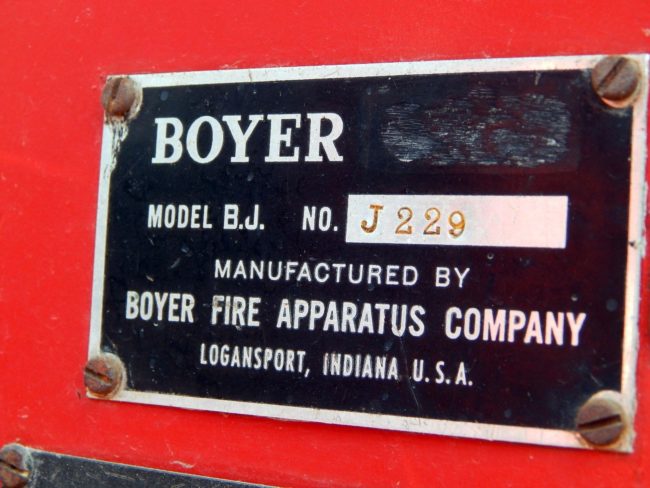 BOYER
MODEL B.J. NO. J 229
MANUFACTURED BY
BOYER FIRE APPARATUS COMPANY
LOGANSPORT, INDIANA U.S.A.